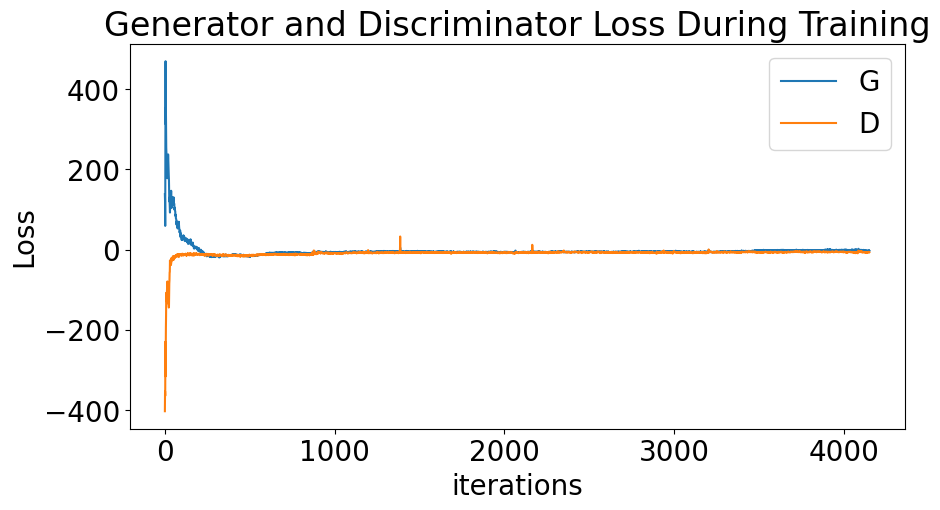 Generator and Discriminator Loss During Training
G
D
400
200
0
−200
−400
Loss
0 1000 2000 3000 4000
iterations